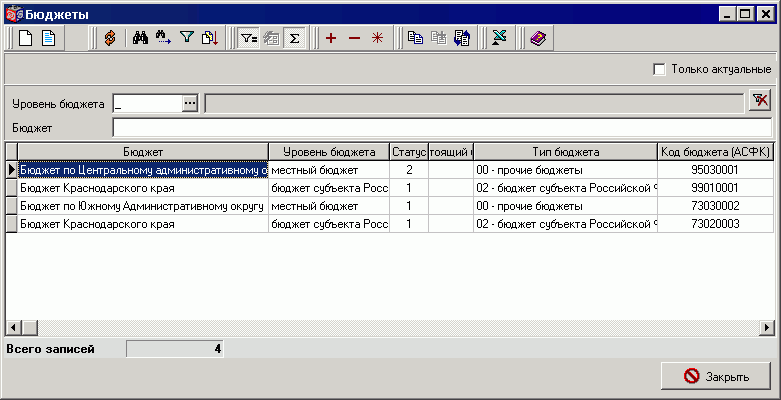 Бюджеты
Только актуальные
Уровень бюджета _ ...
Бюджет
Бюджет Уровень бюджета Статус тоящий Тип бюджета Код бюджета (АСФК)
Бюджет по Центральному административному о местный бюджет 2 00 - прочие бюджеты 95030001
Бюджет Краснодарского края бюджет субъекта Росс 1 02 - бюджет субъекта Российской Ф 99010001
Бюджет по Южному Административному округу местный бюджет 1 00 - прочие бюджеты 73030002
Бюджет Краснодарского края бюджет субъекта Росс 1 02 - бюджет субъекта Российской Ф 73020003
Всего записей 4
Закрыть